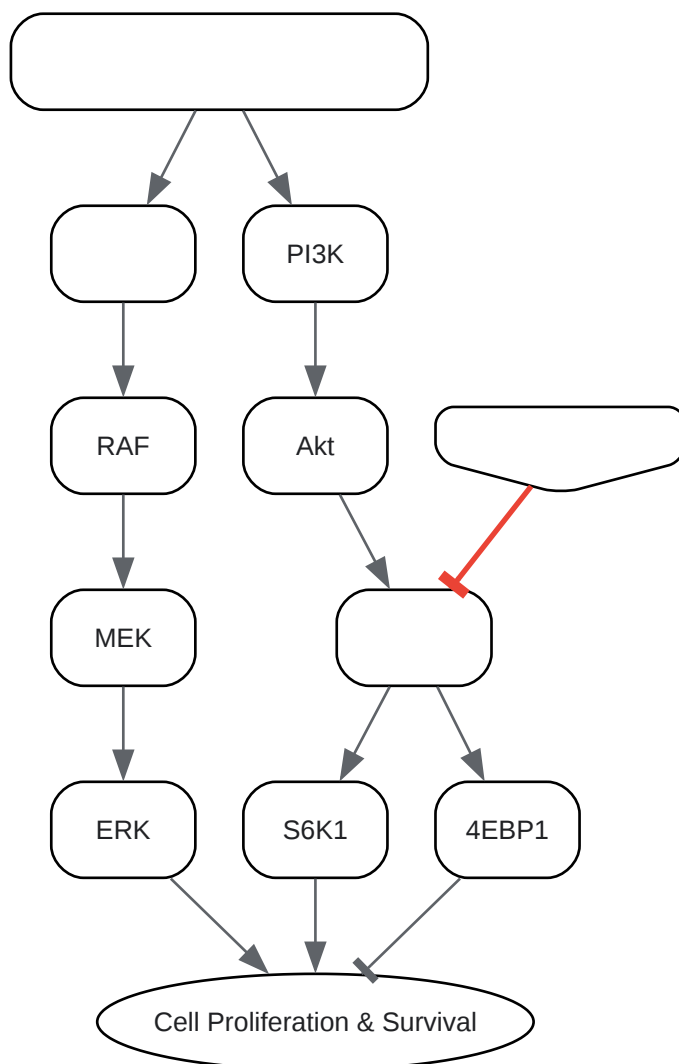 PI3K
RAF
Akt
MEK
ERK
S6K1
4EBP1
Cell Proliferation & Survival